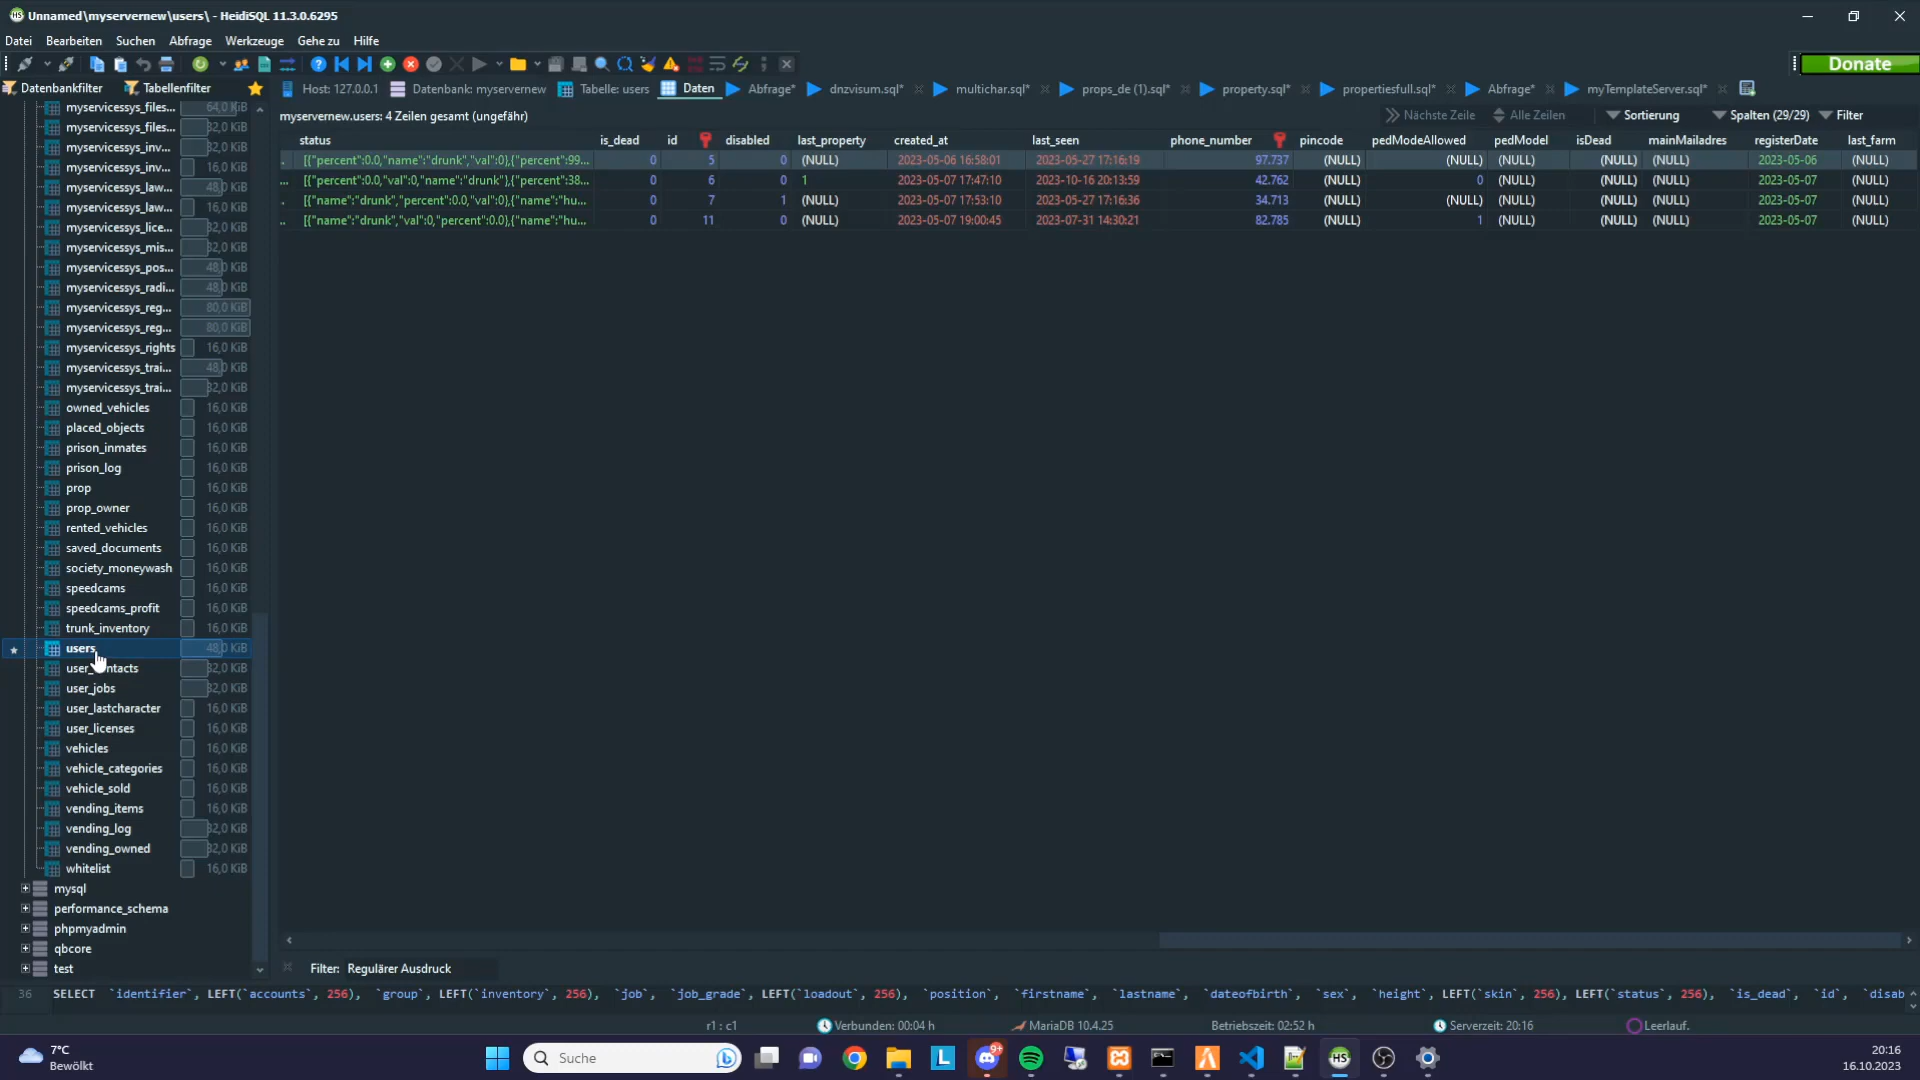 Unnamed\myservernew\users\ - HeidiSQL 11.3.0.6295
Datei Bearbeiten Suchen Abfrage Werkzeuge Gehe zu Hilfe
Donate
Datenbankfilter Tabellenfilter
Host: 127.0.0.1 Datenbank: myservernew Tabelle: users Daten Abfrage* dnzvisum.sql* multichar.sql* props_de (1).sql* property.sql* propertiesfull.sql* Abfrage* myTemplateServer.sql*
myservernew.users: 4 Zeilen gesamt (ungefähr) Nächste Zeile Alle Zeilen Sortierung Spalten (29/29) Filter
status is_dead id disabled last_property created_at last_seen phone_number pincode pedModeAllowed pedModel isDead mainMailadres registerDate last_farm
[{"percent":0.0,"name":"drunk","val":0},{"percent":99... 0 5 0 (NULL) 2023-05-06 16:58:01 2023-05-27 17:16:19 97.737 (NULL) (NULL) (NULL) (NULL) (NULL) 2023-05-06 (NULL)
[{"percent":0.0,"val":0,"name":"drunk"},{"percent":38... 0 6 0 1 2023-05-07 17:47:10 2023-10-16 20:13:59 42.762 (NULL) 0 (NULL) (NULL) (NULL) 2023-05-07 (NULL)
[{"name":"drunk","percent":0.0,"val":0},{"name":"hu... 0 7 1 (NULL) 2023-05-07 17:53:10 2023-05-27 17:16:36 34.713 (NULL) (NULL) (NULL) (NULL) (NULL) 2023-05-07 (NULL)
[{"name":"drunk","val":0,"percent":0.0},{"name":"hu... 0 11 0 (NULL) 2023-05-07 19:00:45 2023-07-31 14:30:21 82.785 (NULL) 1 (NULL) (NULL) (NULL) 2023-05-07 (NULL)
myservicessys_files... 64,0 KiB
myservicessys_files... 32,0 KiB
myservicessys_inv... 32,0 KiB
myservicessys_inv... 16,0 KiB
myservicessys_law... 48,0 KiB
myservicessys_law... 16,0 KiB
myservicessys_lice... 32,0 KiB
myservicessys_mis... 32,0 KiB
myservicessys_pos... 48,0 KiB
myservicessys_radi... 48,0 KiB
myservicessys_reg... 80,0 KiB
myservicessys_reg... 80,0 KiB
myservicessys_rights 16,0 KiB
myservicessys_trai... 48,0 KiB
myservicessys_trai... 32,0 KiB
owned_vehicles 16,0 KiB
placed_objects 16,0 KiB
prison_inmates 16,0 KiB
prison_log 16,0 KiB
prop 16,0 KiB
prop_owner 16,0 KiB
rented_vehicles 16,0 KiB
saved_documents 16,0 KiB
society_moneywash 16,0 KiB
speedcams 16,0 KiB
speedcams_profit 16,0 KiB
trunk_inventory 16,0 KiB
users 48,0 KiB
user_contacts 32,0 KiB
user_jobs 32,0 KiB
user_lastcharacter 16,0 KiB
user_licenses 16,0 KiB
vehicles 16,0 KiB
vehicle_categories 16,0 KiB
vehicle_sold 16,0 KiB
vending_items 16,0 KiB
vending_log 32,0 KiB
vending_owned 32,0 KiB
whitelist 16,0 KiB
mysql
performance_schema
phpmyadmin
qbcore
test
Filter: Regulärer Ausdruck
36 SELECT `identifier`, LEFT(`accounts`, 256), `group`, LEFT(`inventory`, 256), `job`, `job_grade`, LEFT(`loadout`, 256), `position`, `firstname`, `lastname`, `dateofbirth`, `sex`, `height`, LEFT(`skin`, 256), LEFT(`status`, 256), `is_dead`, `id`, `disab
r1 : c1 Verbunden: 00:04 h MariaDB 10.4.25 Betriebszeit: 02:52 h Serverzeit: 20:16 Leerlauf.
7°C
Bewölkt
Suche
9+
20:16
16.10.2023